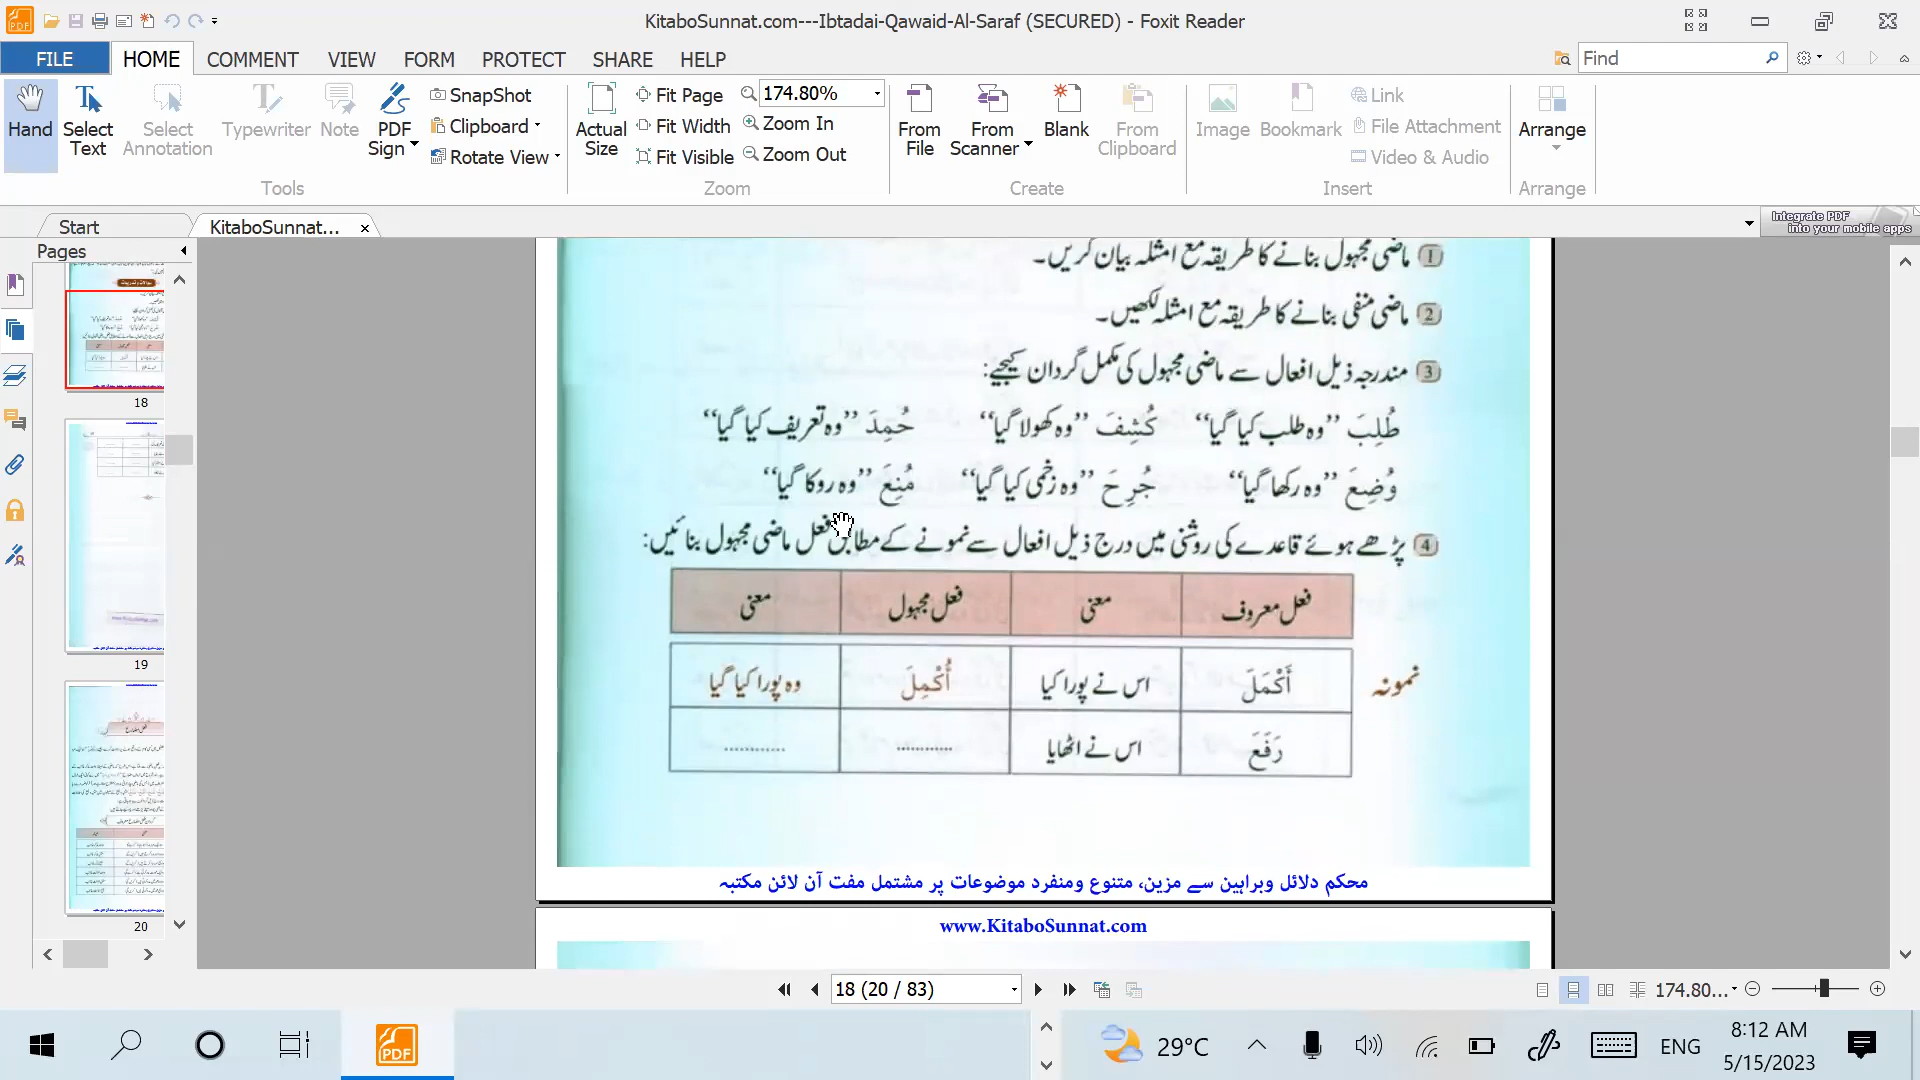 KitaboSunnat.com---Ibtadai-Qawaid-Al-Saraf (SECURED) - Foxit Reader
FILE HOME COMMENT VIEW FORM PROTECT SHARE HELP
Find
Hand
Select Text
Select Annotation
Typewriter
Note
PDF Sign
SnapShot
Clipboard
Rotate View
Tools
Actual Size
Fit Page
Fit Width
Fit Visible
174.80%
Zoom In
Zoom Out
Zoom
From File
From Scanner
Blank
From Clipboard
Create
Image
Bookmark
Link
File Attachment
Video & Audio
Insert
Arrange
Arrange
Start
KitaboSunnat...
Integrate PDF
into your mobile apps
Pages
18
19
20
① ماضی مجہول بنانے کا طریقہ مع امثلہ بیان کریں۔
② ماضی منفی بنانے کا طریقہ مع امثلہ لکھیں۔
③ مندرجہ ذیل افعال سے ماضی مجہول کی مکمل گردان کیجیے:
طُلِبَ ’’وہ طلب کیا گیا‘‘ كُشِفَ ’’وہ کھولا گیا‘‘ حُمِدَ ’’وہ تعریف کیا گیا‘‘
وُضِعَ ’’وہ رکھا گیا‘‘ جُرِحَ ’’وہ زخمی کیا گیا‘‘ مُنِعَ ’’وہ روکا گیا‘‘
④ پڑھے ہوئے قاعدے کی روشنی میں درج ذیل افعال سے نمونے کے مطابق فعل ماضی مجہول بنائیں:
فعل معروف معنی فعل مجہول معنی
نمونہ أَكْمَلَ اس نے پورا کیا أُكْمِلَ وہ پورا کیا گیا
رَفَعَ اس نے اٹھایا ............ ............
محکم دلائل وبراہین سے مزین، متنوع ومنفرد موضوعات پر مشتمل مفت آن لائن مکتبہ
www.KitaboSunnat.com
18 (20 / 83)
174.80...
29°C
ENG
8:12 AM
5/15/2023